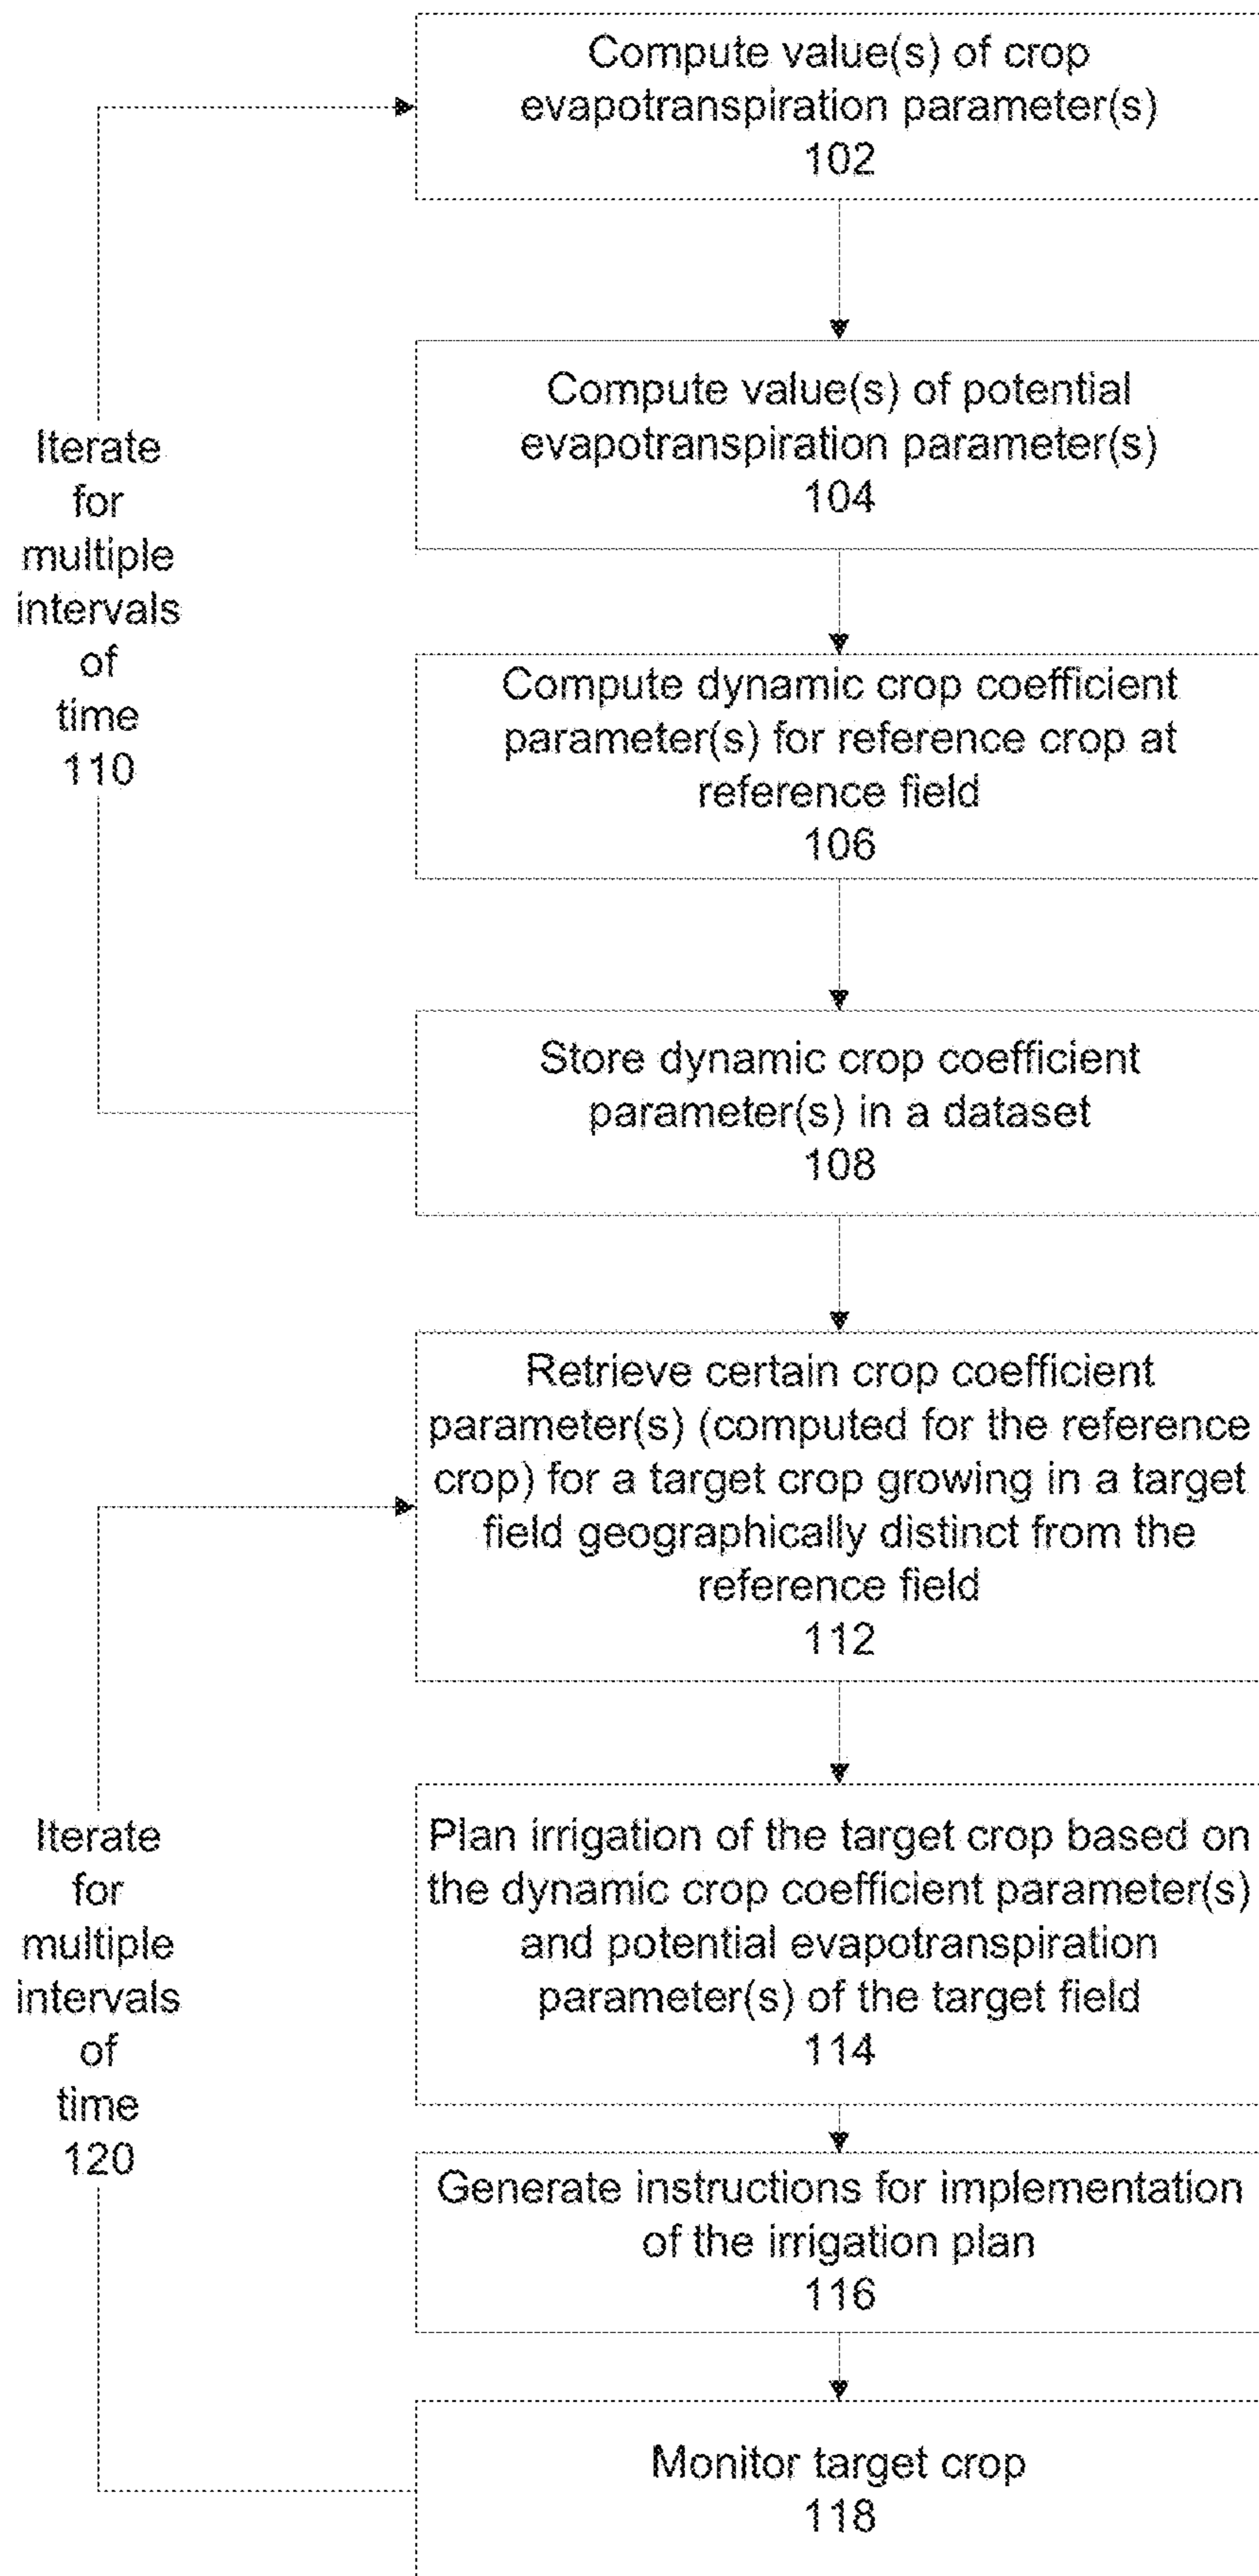 Compute value(s) of crop
evapotranspiration parameter(s)
102
Compute value(s) of potential
evapotranspiration parameter(s)
104
Iterate
for
multiple
intervals
of
time
110
Compute dynamic crop coefficient
parameter(s) for reference crop at
reference field
106
Store dynamic crop coefficient
parameter(s) in a dataset
108
Retrieve certain crop coefficient
parameter(s) (computed for the reference
crop) for a target crop growing in a target
field geographically distinct from the
reference field
112
Plan irrigation of the target crop based on
the dynamic crop coefficient parameter(s)
and potential evapotranspiration
parameter(s) of the target field
114
Iterate
for
multiple
intervals
of
time
120
Generate instructions for implementation
of the irrigation plan
116
Monitor target crop
118